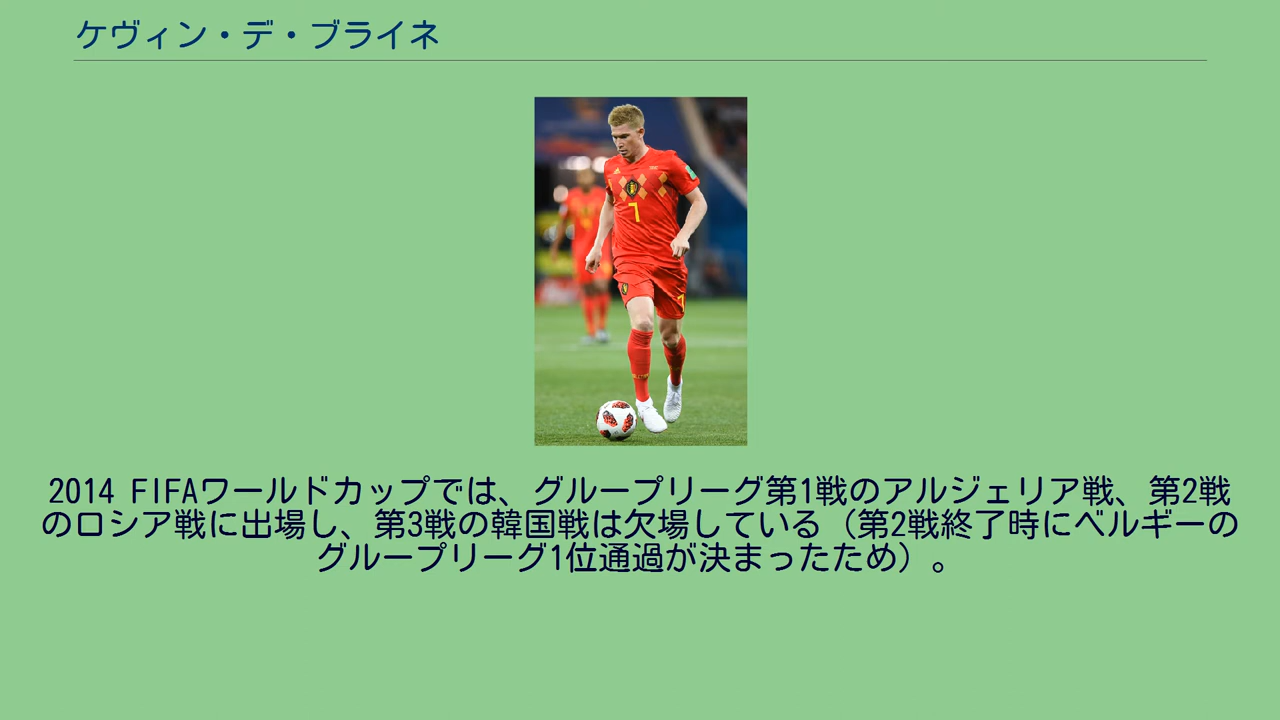 ケヴィン・デ・ブライネ
7
7
2014 FIFAワールドカップでは、グループリーグ第1戦のアルジェリア戦、第2戦
のロシア戦に出場し、第3戦の韓国戦は欠場している（第2戦終了時にベルギーの
グループリーグ1位通過が決まったため）。